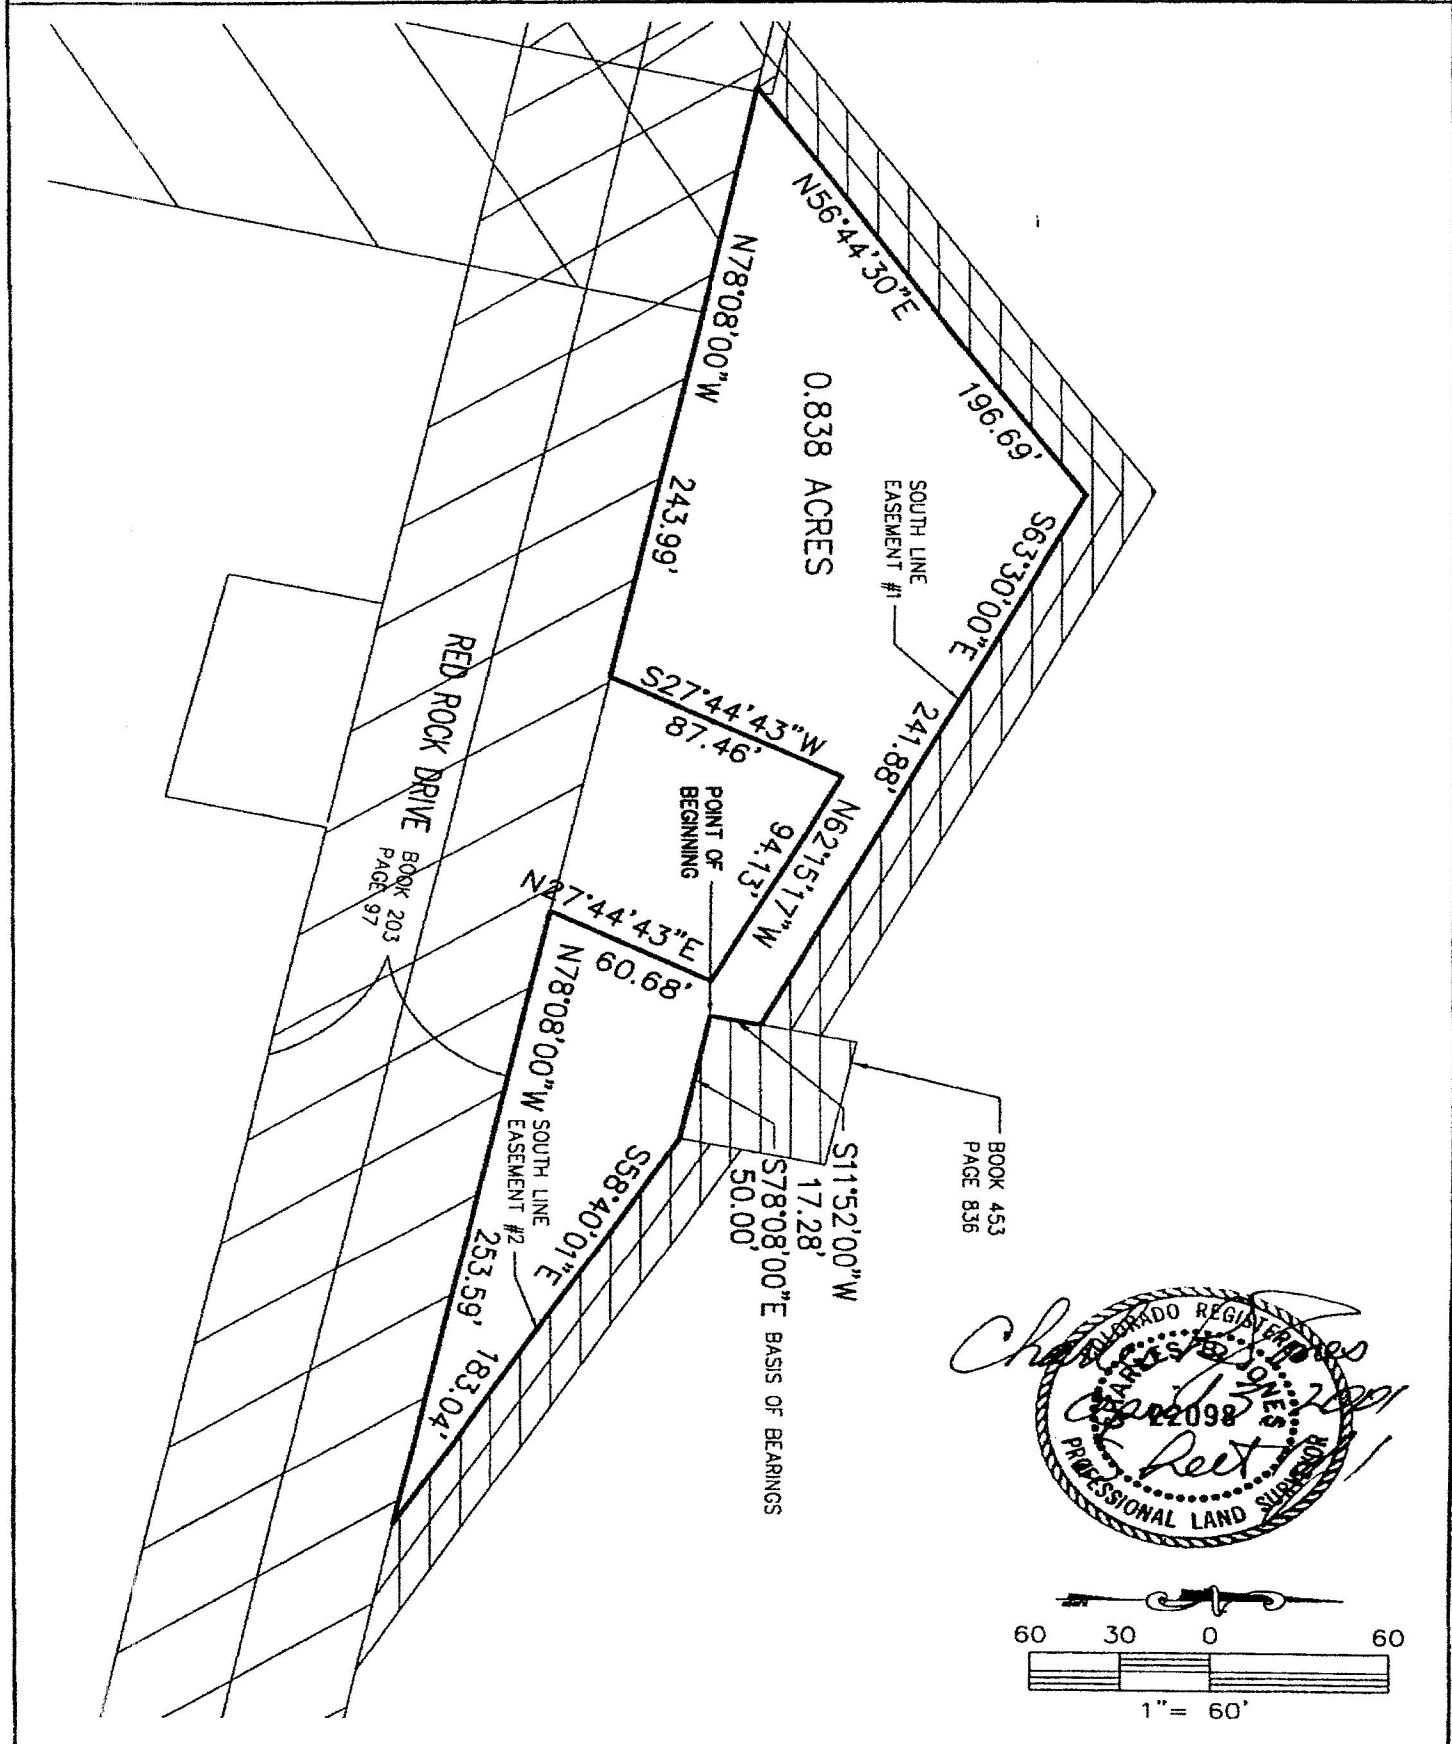 N56°44'30"E
196.69'
S63°30'00"E
241.88'
SOUTH LINE
EASEMENT #1
0.838 ACRES
N78°08'00"W
243.99'
S27°44'43"W
87.46'
N62°15'17"W
94.13'
POINT OF
BEGINNING
N27°44'43"E
60.68'
RED ROCK DRIVE
BOOK 203
PAGE 97
N78°08'00"W
253.59'
SOUTH LINE
EASEMENT #2
S58°40'01"E
183.04'
S11°52'00"W
17.28'
S78°08'00"E BASIS OF BEARINGS
50.00'
BOOK 453
PAGE 836
COLORADO REGISTERED
CHARLES JONES
22098
PROFESSIONAL LAND SURVEYOR
2001
60 30 0 60
1"= 60'